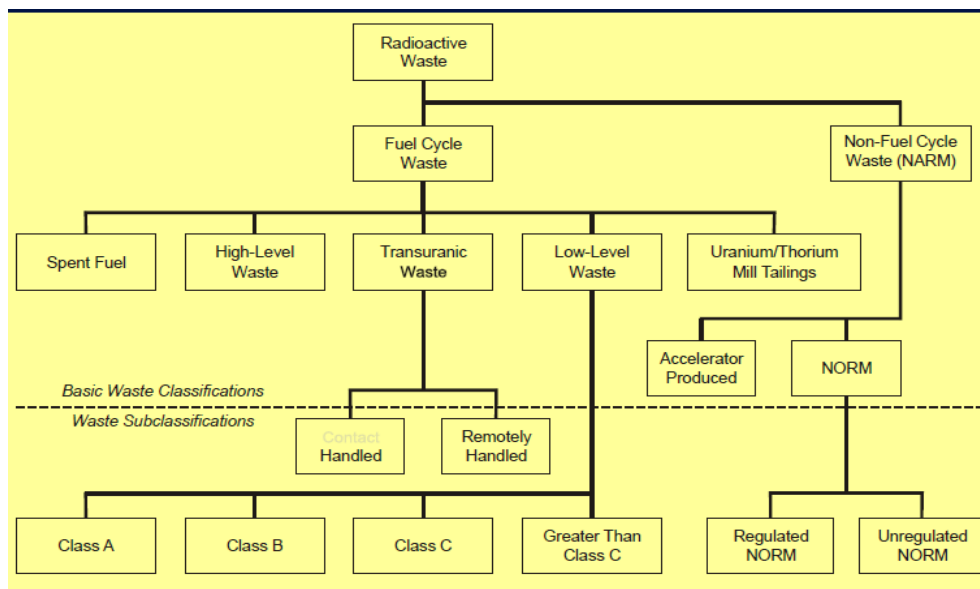 Radioactive
Waste
Fuel Cycle
Waste
Non-Fuel Cycle
Waste (NARM)
Spent Fuel
High-Level
Waste
Transuranic
Waste
Low-Level
Waste
Uranium/Thorium
Mill Tailings
Accelerator
Produced
NORM
Basic Waste Classifications
Waste Subclassifications
Contact
Handled
Remotely
Handled
Class A
Class B
Class C
Greater Than
Class C
Regulated
NORM
Unregulated
NORM